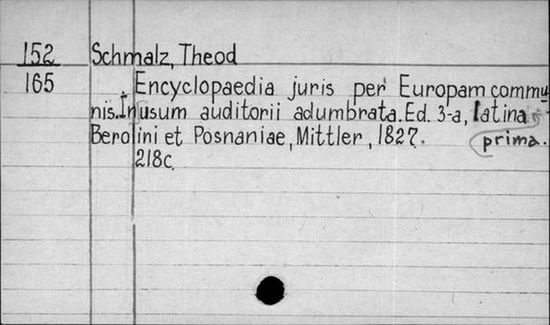 152 Schmalz, Theod
165 Encyclopaedia juris per Europam commu
nis. In usum auditorii adumbrata. Ed. 3-a, latina
Berolini et Posnaniae, Mittler, 1827. prima.
218c.